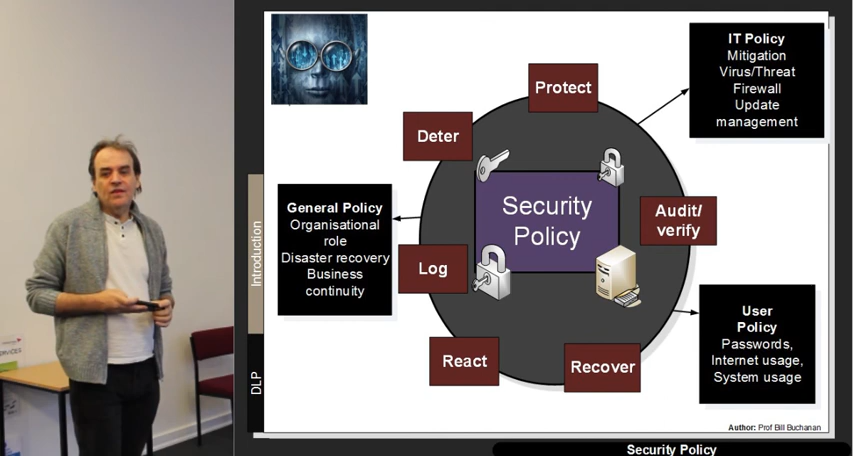 Protect
Deter
Security
Policy
Audit/
verify
Log
React
Recover
IT Policy
Mitigation
Virus/Threat
Firewall
Update
management
General Policy
Organisational
role
Disaster recovery
Business
continuity
User
Policy
Passwords,
Internet usage,
System usage
Introduction
DLP
Author: Prof Bill Buchanan
Security Policy